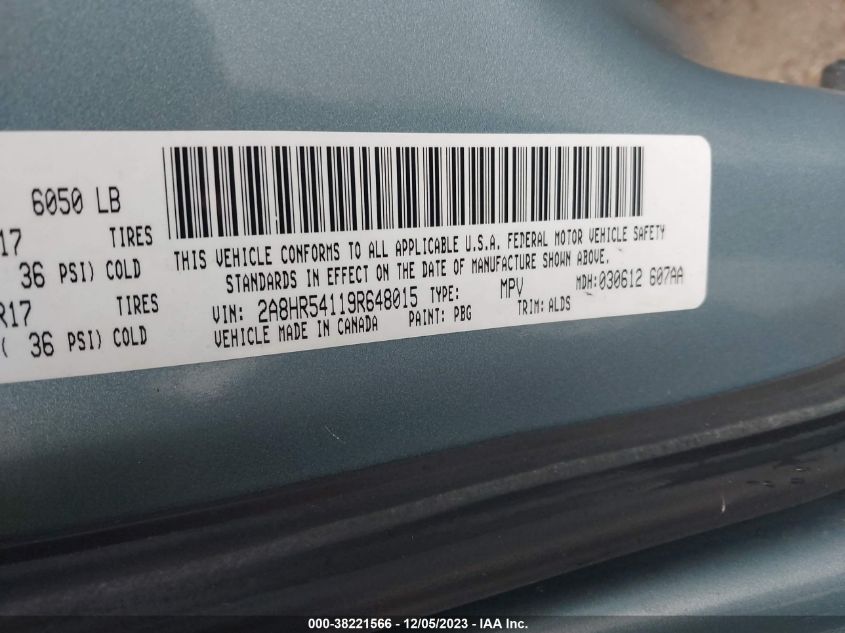 6050 LB
17 TIRES
36 PSI) COLD
R17 TIRES
( 36 PSI) COLD
THIS VEHICLE CONFORMS TO ALL APPLICABLE U.S.A. FEDERAL MOTOR VEHICLE SAFETY
STANDARDS IN EFFECT ON THE DATE OF MANUFACTURE SHOWN ABOVE.
VIN: 2A8HR54119R648015 TYPE: MPV MDH:030612 607AA
VEHICLE MADE IN CANADA PAINT: PBG TRIM: ALDS
000-38221566 - 12/05/2023 - IAA Inc.